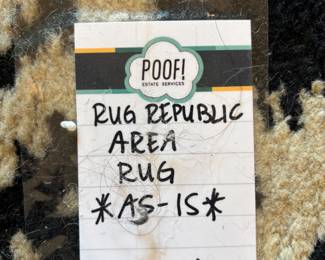 POOF!
ESTATE SERVICES
RUG REPUBLIC
AREA
RUG
*AS-IS*